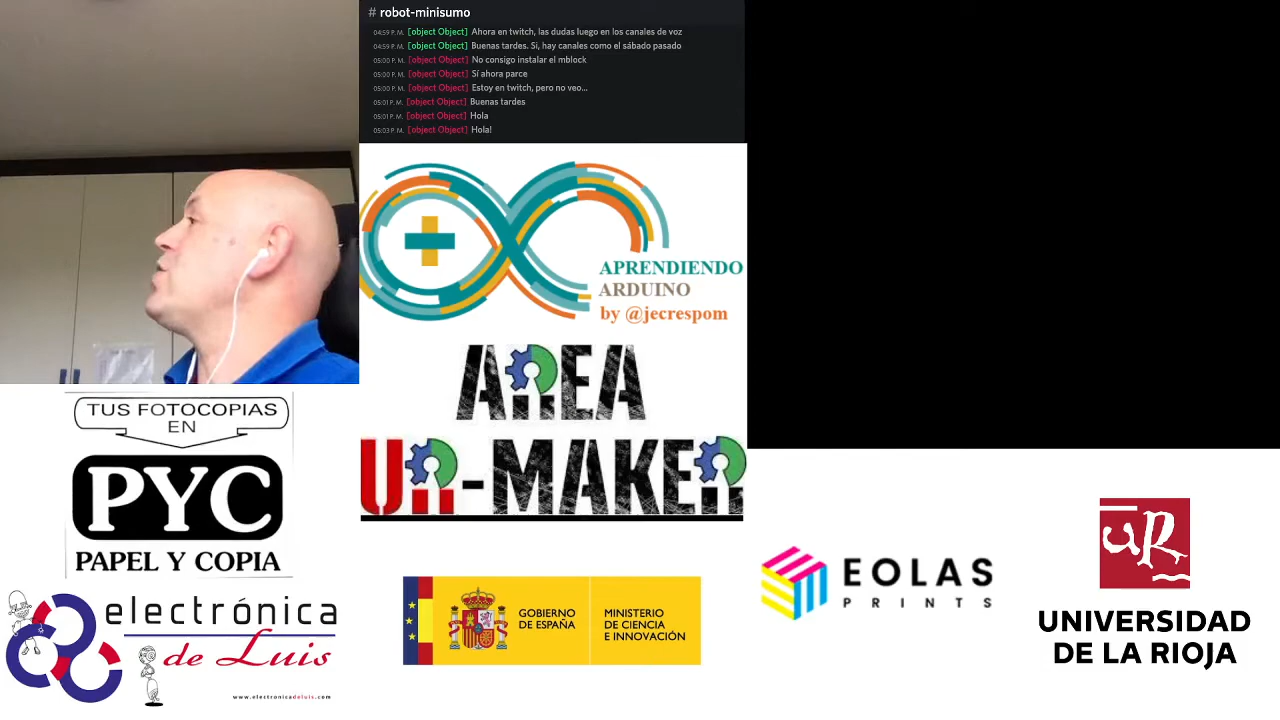 # robot-minisumo
04:59 P. M. [object Object] Ahora en twitch, las dudas luego en los canales de voz
04:59 P. M. [object Object] Buenas tardes. Si, hay canales como el sábado pasado
05:00 P. M. [object Object] No consigo instalar el mblock
05:00 P. M. [object Object] Sí ahora parce
05:00 P. M. [object Object] Estoy en twitch, pero no veo...
05:01 P. M. [object Object] Buenas tardes
05:01 P. M. [object Object] Hola
05:03 P. M. [object Object] Hola!
APRENDIENDO
ARDUINO
by @jecrespom
AREA
UR-MAKER
TUS FOTOCOPIAS
EN
PYC
PAPEL Y COPIA
electrónica
de Luis
www.electronicadeluis.com
GOBIERNO
DE ESPAÑA
MINISTERIO
DE CIENCIA
E INNOVACIÓN
EOLAS
PRINTS
UR
UNIVERSIDAD
DE LA RIOJA